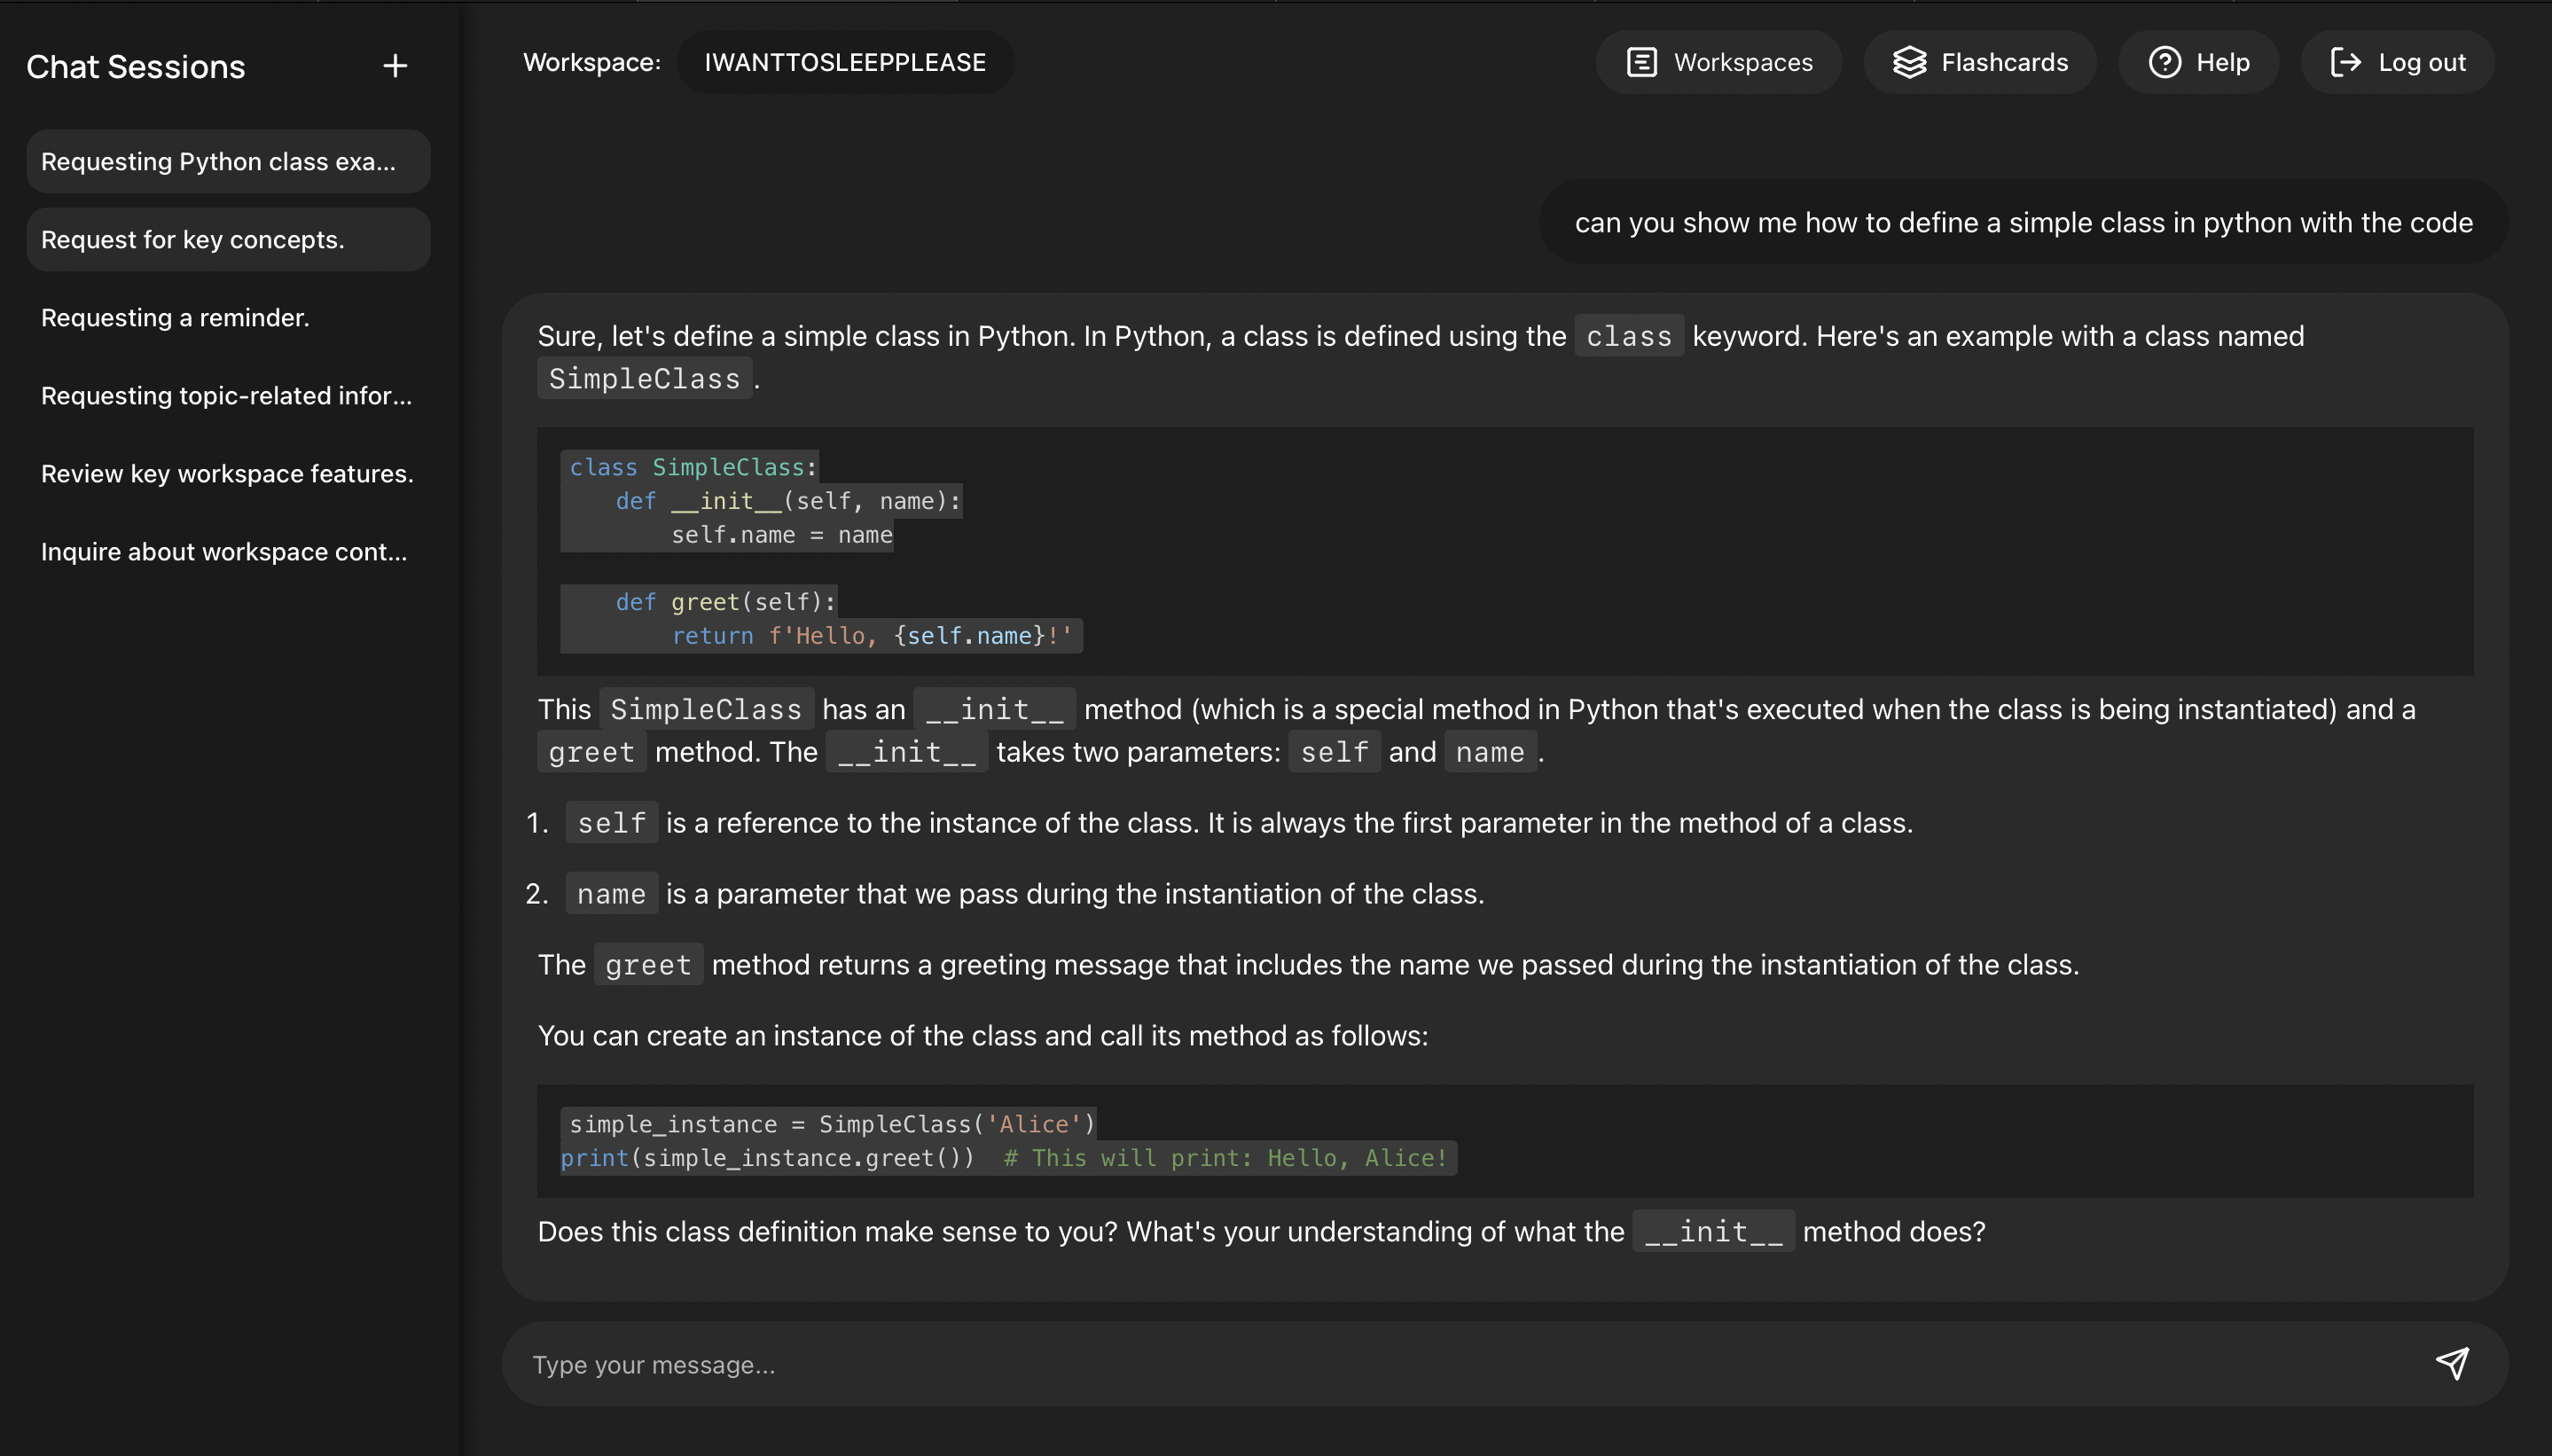 Chat Sessions +
Requesting Python class exa...
Request for key concepts.
Requesting a reminder.
Requesting topic-related infor...
Review key workspace features.
Inquire about workspace cont...
Workspace: IWANTTOSLEEPPLEASE
Workspaces
Flashcards
Help
Log out
can you show me how to define a simple class in python with the code
Sure, let's define a simple class in Python. In Python, a class is defined using the class keyword. Here's an example with a class named
SimpleClass .
class SimpleClass:
    def __init__(self, name):
        self.name = name
    def greet(self):
        return f'Hello, {self.name}!'
This SimpleClass has an __init__ method (which is a special method in Python that's executed when the class is being instantiated) and a
greet method. The __init__ takes two parameters: self and name .
1. self is a reference to the instance of the class. It is always the first parameter in the method of a class.
2. name is a parameter that we pass during the instantiation of the class.
The greet method returns a greeting message that includes the name we passed during the instantiation of the class.
You can create an instance of the class and call its method as follows:
simple_instance = SimpleClass('Alice')
print(simple_instance.greet())  # This will print: Hello, Alice!
Does this class definition make sense to you? What's your understanding of what the __init__ method does?
Type your message...